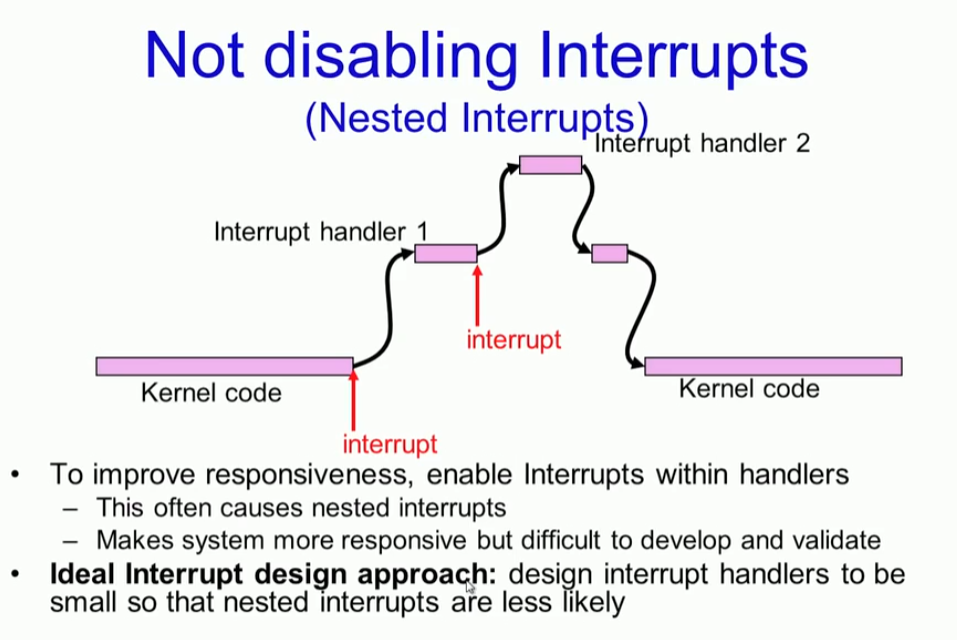 Not disabling Interrupts
(Nested Interrupts)
Interrupt handler 2
Interrupt handler 1
interrupt
Kernel code
Kernel code
interrupt
• To improve responsiveness, enable Interrupts within handlers
– This often causes nested interrupts
– Makes system more responsive but difficult to develop and validate
• Ideal Interrupt design approach: design interrupt handlers to be
small so that nested interrupts are less likely